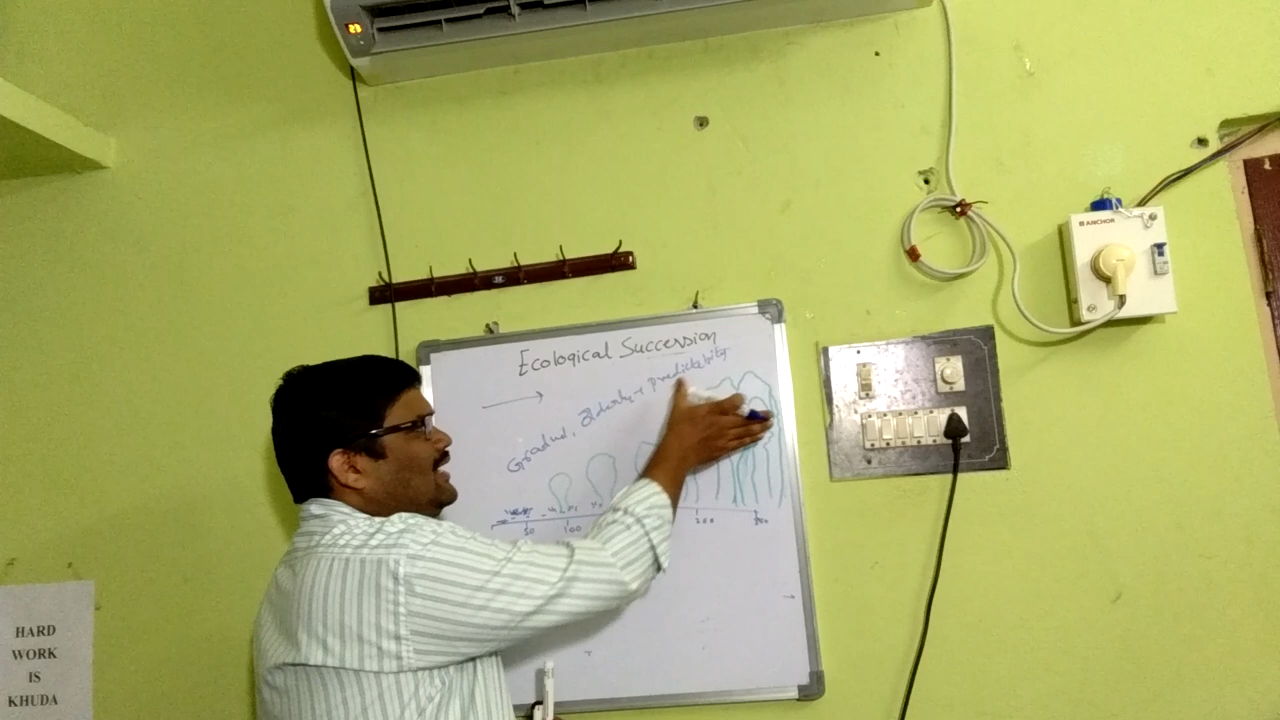 Ecological Succession
Gradual, Orderly + Predictability
50 100 200
ANCHOR
HARD
WORK
IS
KHUDA